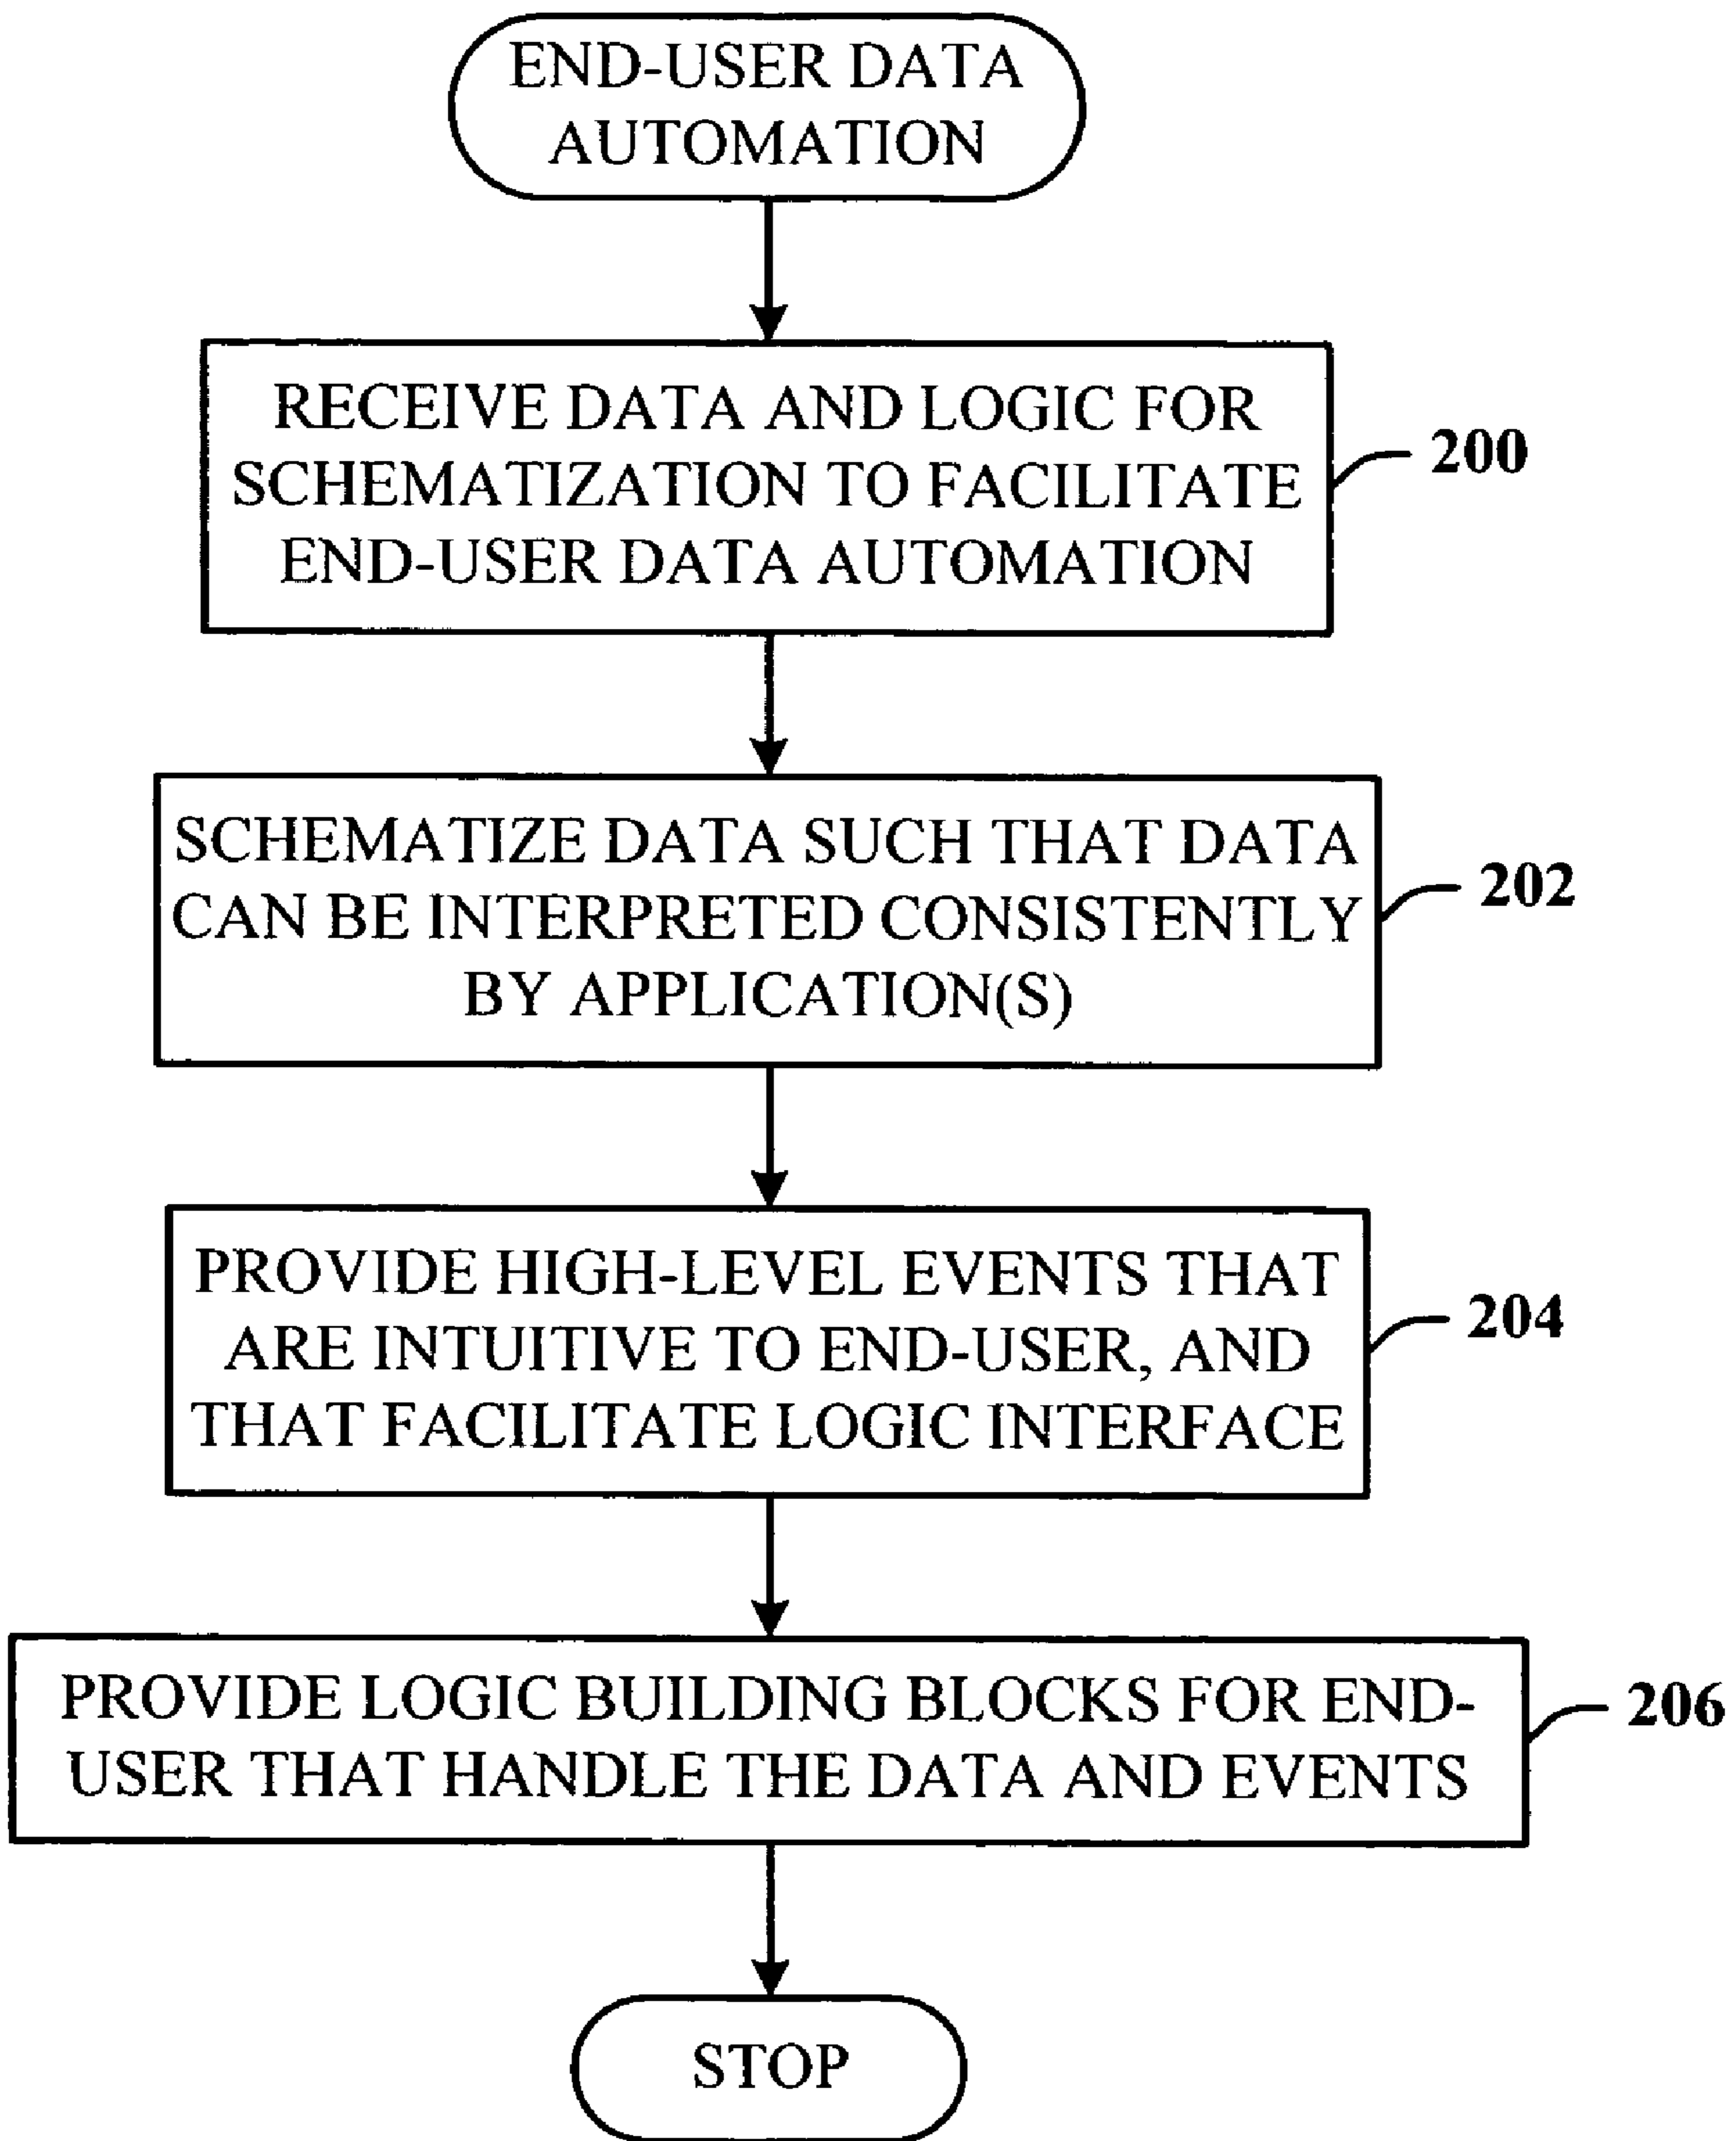 END-USER DATA
AUTOMATION
RECEIVE DATA AND LOGIC FOR
SCHEMATIZATION TO FACILITATE
END-USER DATA AUTOMATION
200
SCHEMATIZE DATA SUCH THAT DATA
CAN BE INTERPRETED CONSISTENTLY
BY APPLICATION(S)
202
PROVIDE HIGH-LEVEL EVENTS THAT
ARE INTUITIVE TO END-USER, AND
THAT FACILITATE LOGIC INTERFACE
204
PROVIDE LOGIC BUILDING BLOCKS FOR END-
USER THAT HANDLE THE DATA AND EVENTS
206
STOP